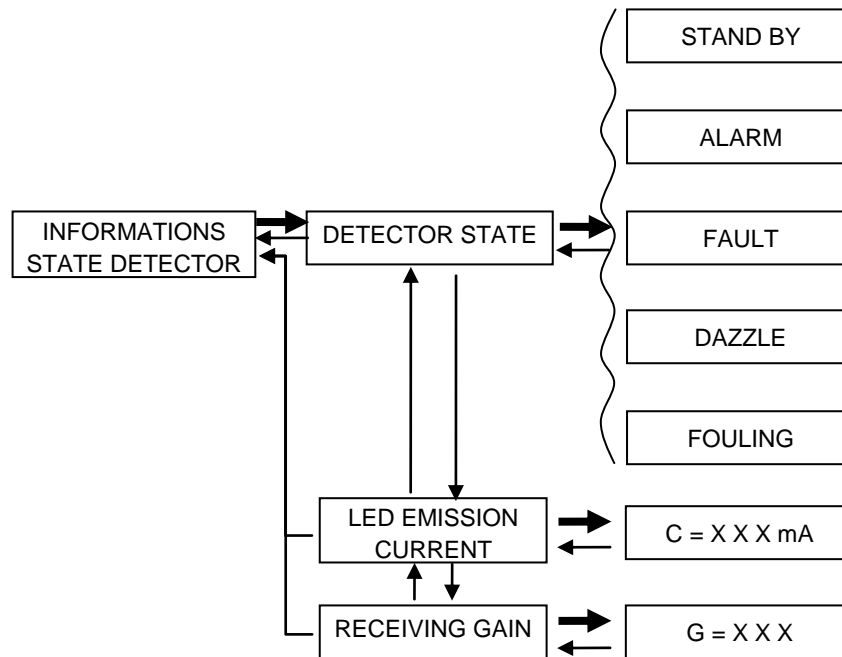 STAND BY
ALARM
INFORMATIONS
STATE DETECTOR
DETECTOR STATE
FAULT
DAZZLE
FOULING
LED EMISSION
CURRENT
C = X X X mA
RECEIVING GAIN
G = X X X